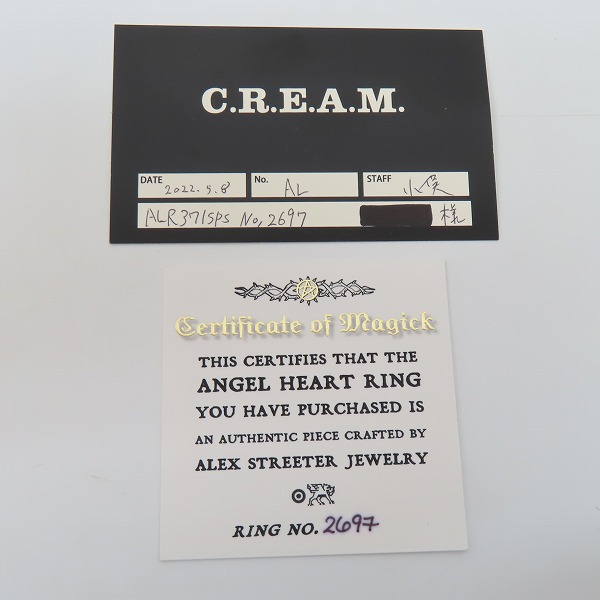 C.R.E.A.M.
DATE 2022.5.8 No. AL STAFF 小俣
ALR371SPS No,2697 様
Certificate of Magick
THIS CERTIFIES THAT THE
ANGEL HEART RING
YOU HAVE PURCHASED IS
AN AUTHENTIC PIECE CRAFTED BY
ALEX STREETER JEWELRY
RING NO. 2697